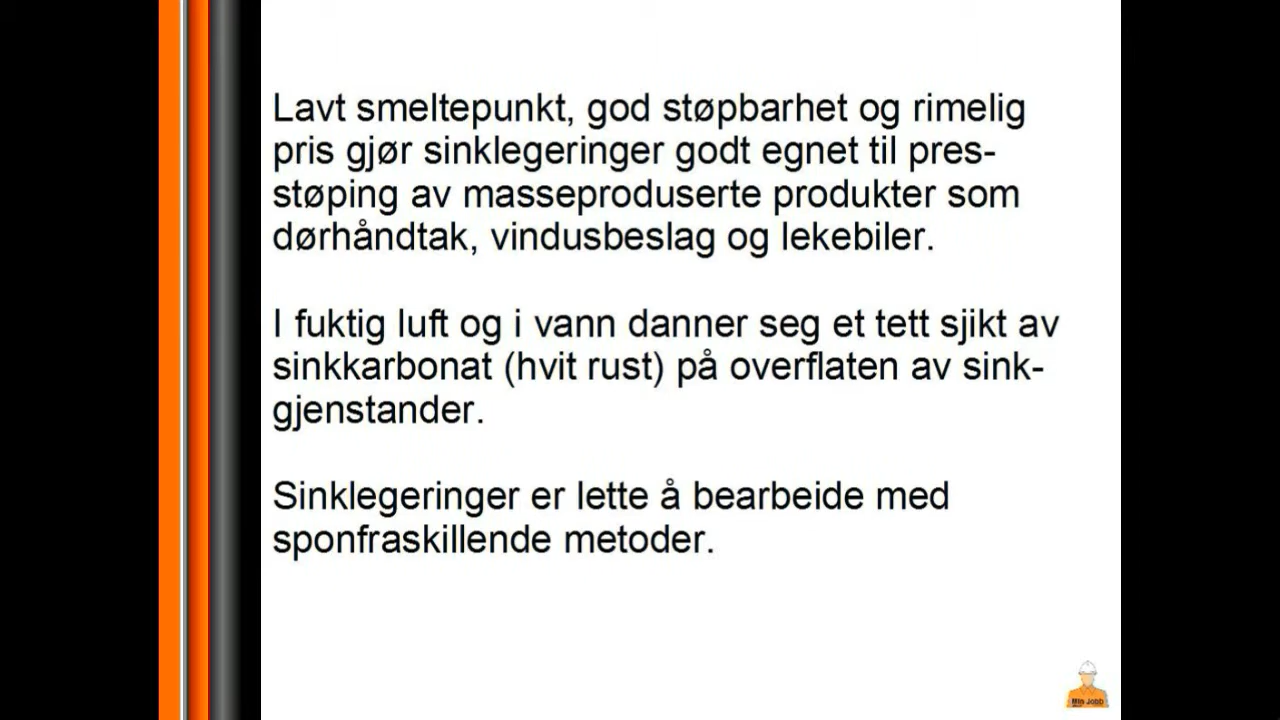 Lavt smeltepunkt, god støpbarhet og rimelig
pris gjør sinklegeringer godt egnet til pres-
støping av masseproduserte produkter som
dørhåndtak, vindusbeslag og lekebiler.
I fuktig luft og i vann danner seg et tett sjikt av
sinkkarbonat (hvit rust) på overflaten av sink-
gjenstander.
Sinklegeringer er lette å bearbeide med
sponfraskillende metoder.
Min Jobb